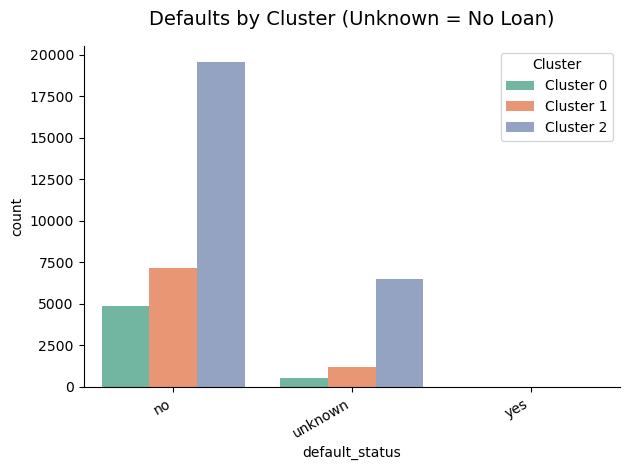 Defaults by Cluster (Unknown = No Loan)
Cluster
Cluster 0
Cluster 1
Cluster 2
20000
17500
15000
12500
10000
7500
5000
2500
0
count
no
unknown
yes
default_status